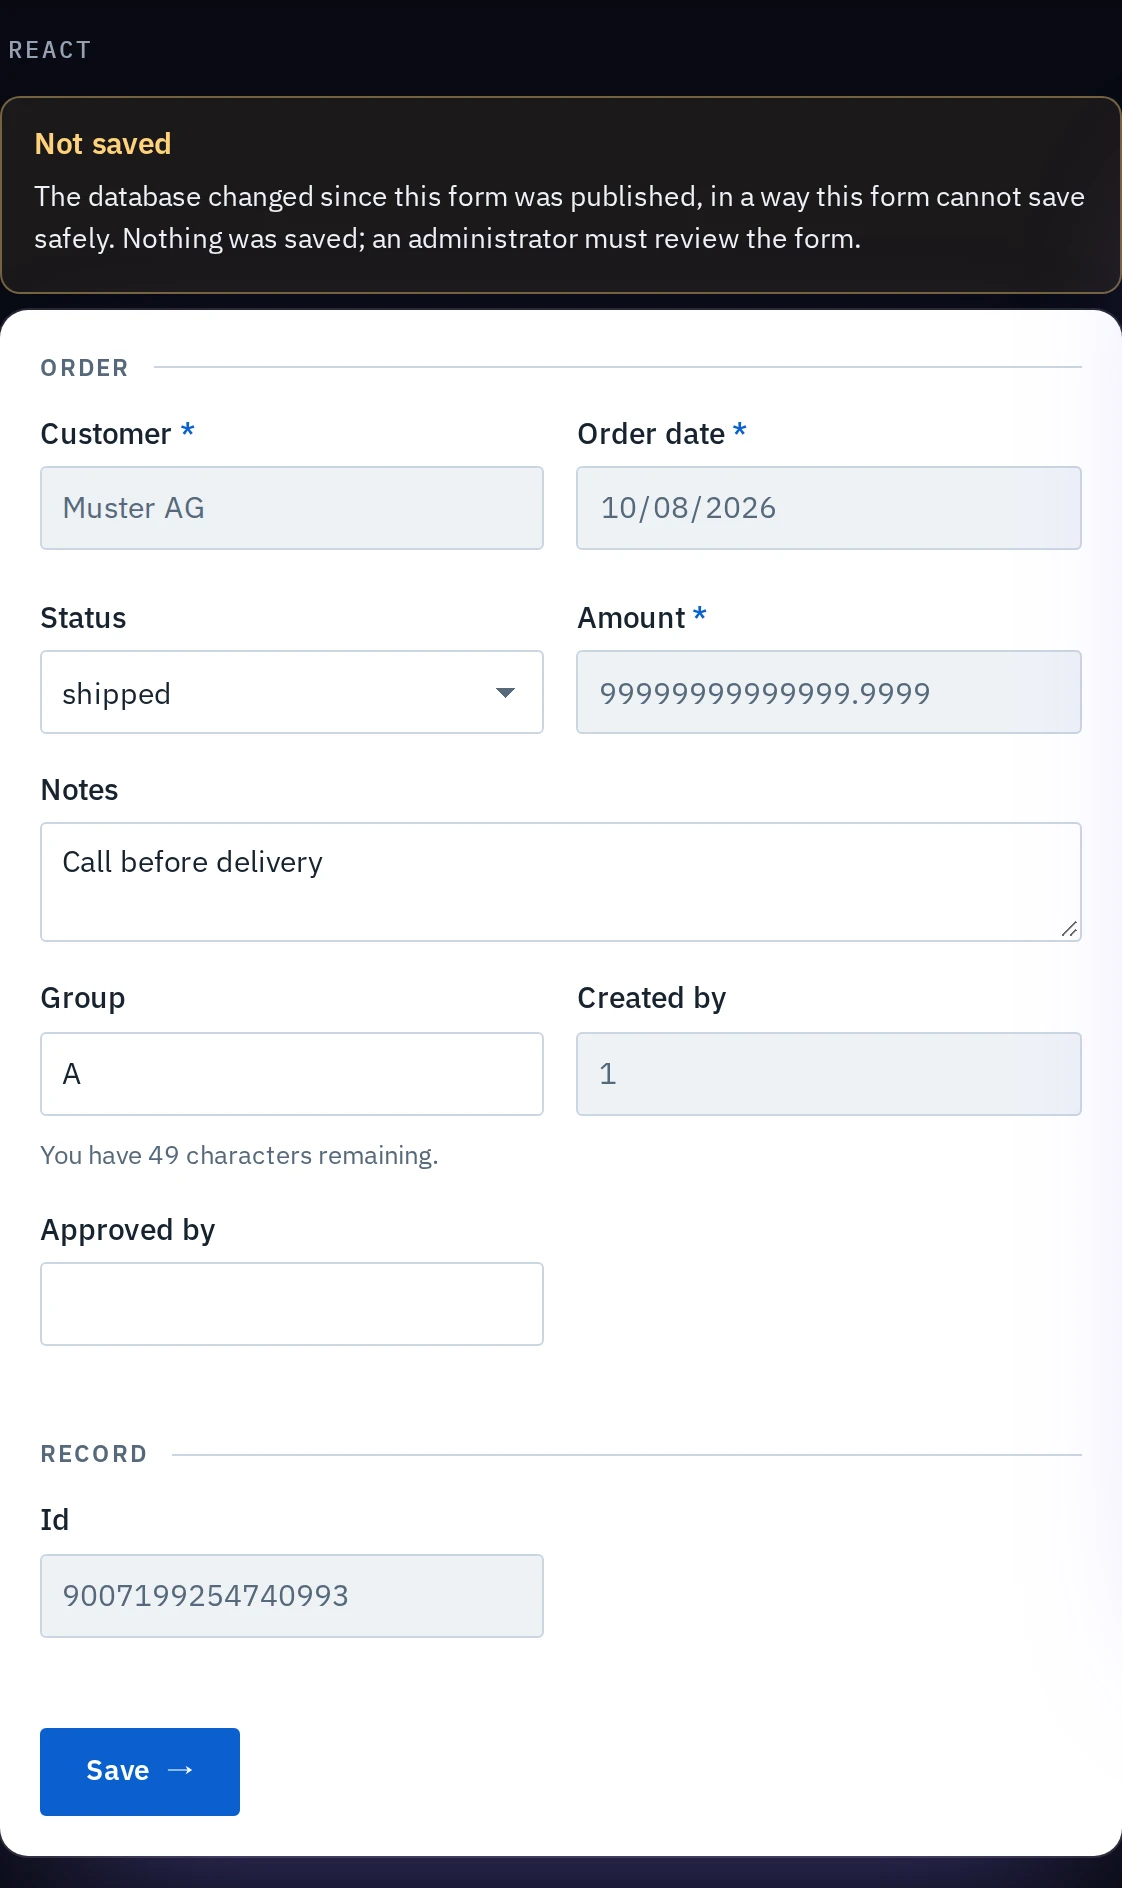 REACT
Not saved
The database changed since this form was published, in a way this form cannot save
safely. Nothing was saved; an administrator must review the form.
ORDER
Customer * Order date *
Muster AG 10/08/2026
Status Amount *
shipped 99999999999999.9999
Notes
Call before delivery
Group Created by
A 1
You have 49 characters remaining.
Approved by
RECORD
Id
9007199254740993
Save →